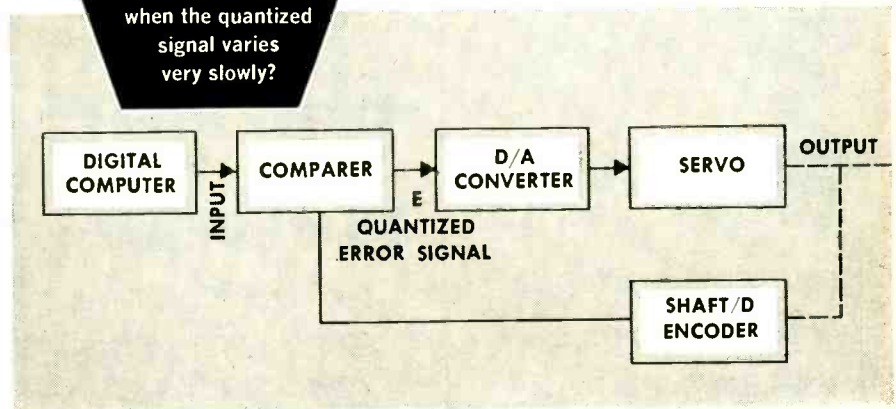 when the quantized
signal varies
very slowly?
DIGITAL
COMPUTER
INPUT
COMPARER
E
QUANTIZED
ERROR SIGNAL
D/A
CONVERTER
SERVO
OUTPUT
SHAFT/D
ENCODER